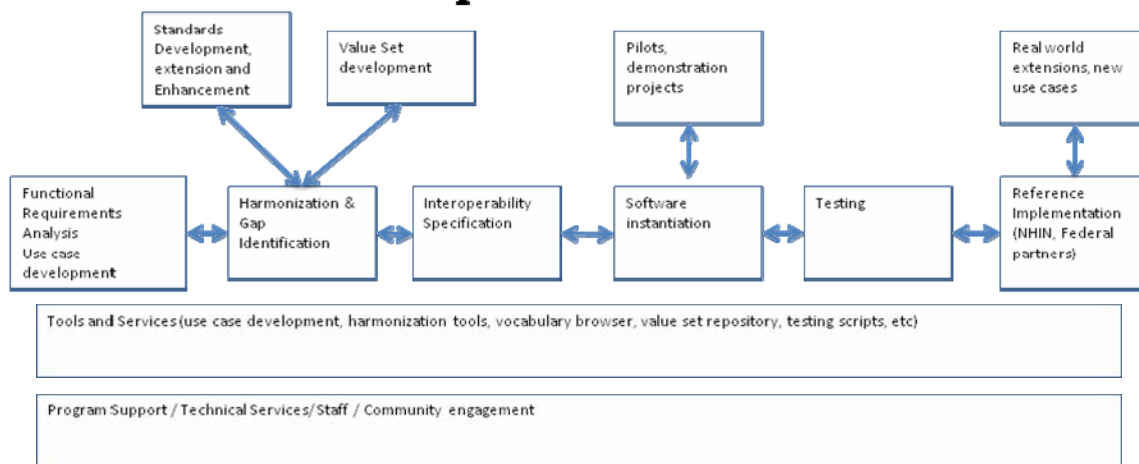 Standards
Development,
extension and
Enhancement
Value Set
development
Pilots,
demonstration
projects
Real world
extensions, new
use cases
Functional
Requirements
Analysis
Use case
development
Harmonization &
Gap
Identification
Interoperability
Specification
Software
instantiation
Testing
Reference
Implementation
(NHIN, Federal
partners)
Tools and Services (use case development, harmonization tools, vocabulary browser, value set repository, testing scripts, etc)
Program Support / Technical Services/ Staff / Community engagement